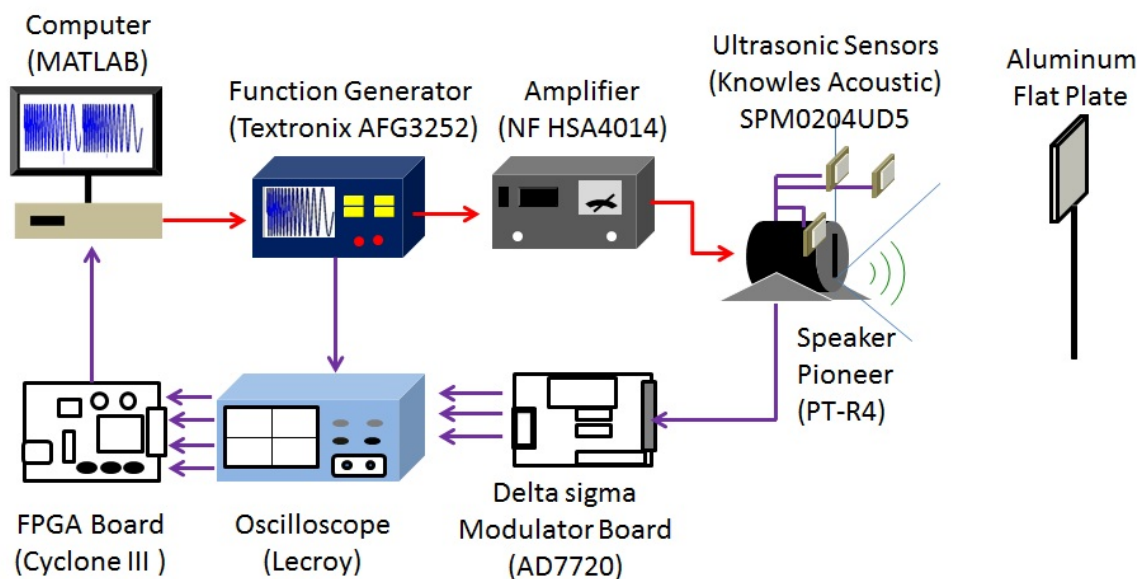 Computer
(MATLAB)
Function Generator
(Textronix AFG3252)
Amplifier
(NF HSA4014)
Ultrasonic Sensors
(Knowles Acoustic)
SPM0204UD5
Aluminum
Flat Plate
Speaker
Pioneer
(PT-R4)
FPGA Board
(Cyclone III )
Oscilloscope
(Lecroy)
Delta sigma
Modulator Board
(AD7720)